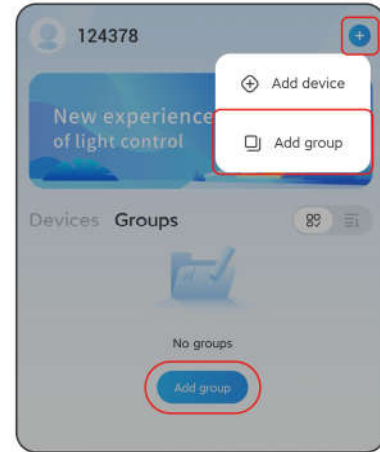 124378
Add device
New experience
of light control
Add group
Devices Groups
No groups
Add group